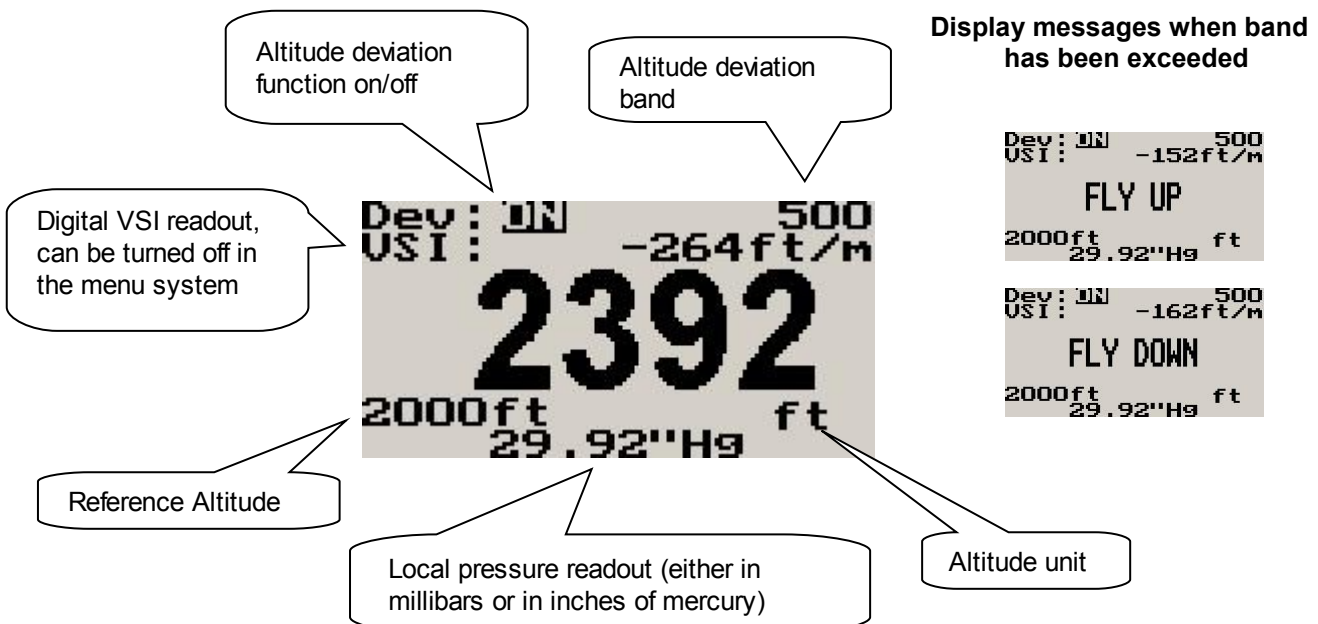 Altitude deviation
function on/off
Altitude deviation
band
Display messages when band
has been exceeded
Digital VSI readout,
can be turned off in
the menu system
Dev: ON 500
VSI: -264ft/m
2392
2000ft ft
29.92"Hg
Dev: ON 500
VSI: -152ft/m
FLY UP
2000ft ft
29.92"Hg
Dev: ON 500
VSI: -162ft/m
FLY DOWN
2000ft ft
29.92"Hg
Reference Altitude
Local pressure readout (either in
millibars or in inches of mercury)
Altitude unit